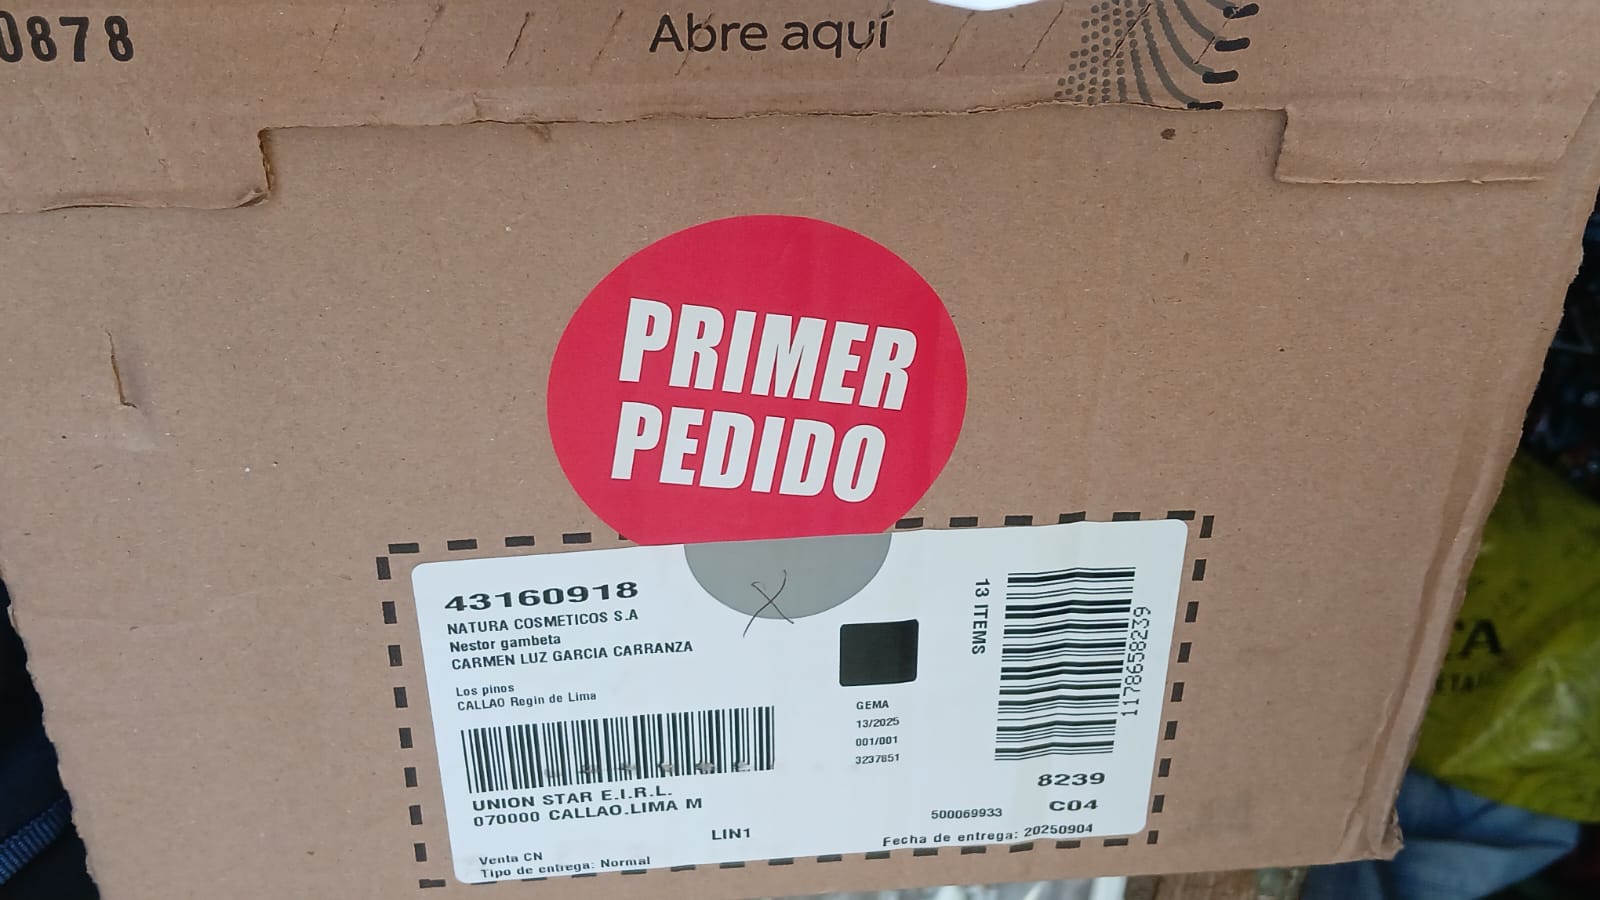 0878
Abre aquí
PRIMER
PEDIDO
43160918
NATURA COSMETICOS S.A
Nestor gambeta
CARMEN LUZ GARCIA CARRANZA
Los pinos
CALLAO Regin de Lima
UNION STAR E.I.R.L.
070000 CALLAO.LIMA M
LIN1
Venta CN
Tipo de entrega: Normal
GEMA
13/2025
001/001
3237851
13 ITEMS
1178658239
8239
C04
500069933
Fecha de entrega: 20250904